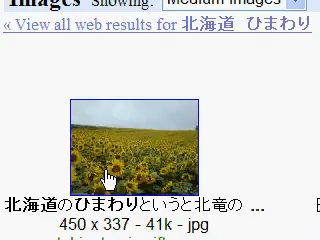 Images Showing: Medium images
« View all web results for 北海道 ひまわり
北海道のひまわりというと北竜の ...
450 x 337 - 41k - jpg